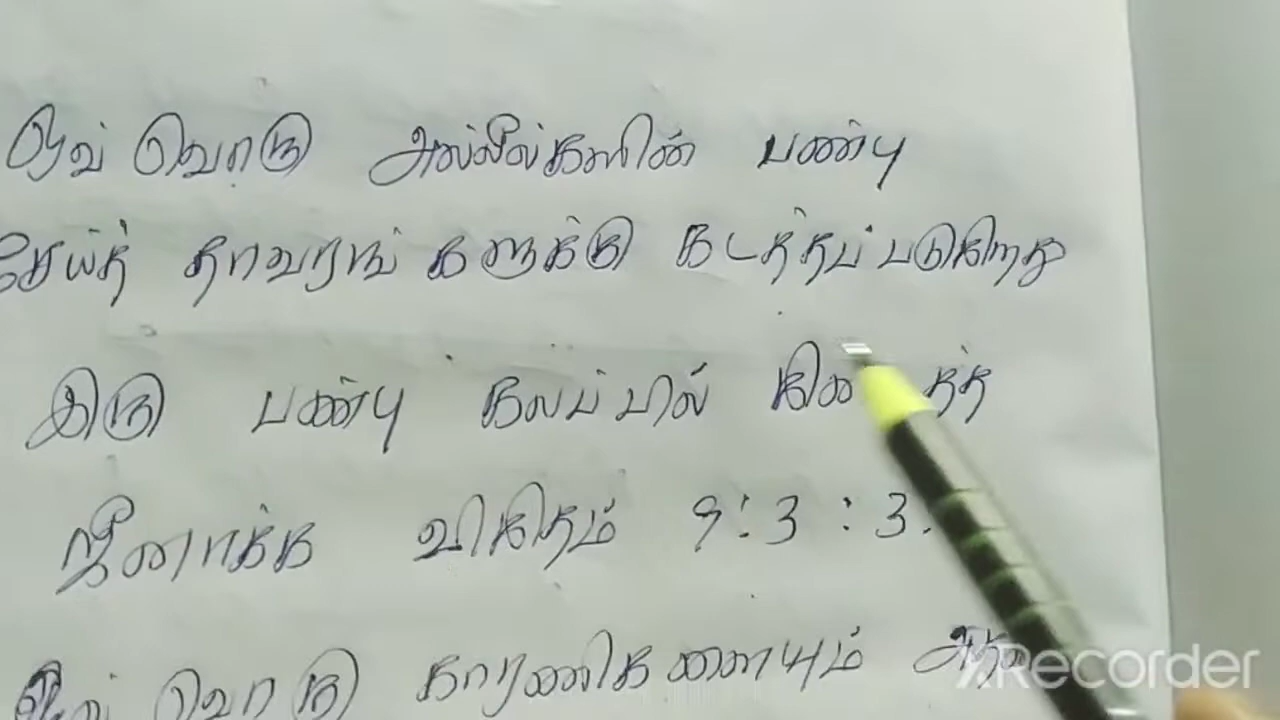 ஒவ் வொரு அல்லீல்களின் பண்பு
சேய்த் தாவரங் களுக்கு கடத்தப் படுகிறது
இரு பண்பு கலப் பில்
ஜீனாக்க விகிதம் 9:3:3:
ஒவ் வொரு காரணிகளையும்
XRecorder